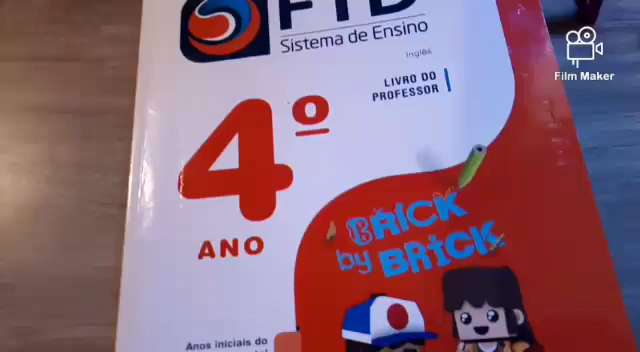 FTD
Sistema de Ensino
Inglês
LIVRO DO
PROFESSOR
Film Maker
4º
ANO
BRICK
by BRICK
Anos iniciais do